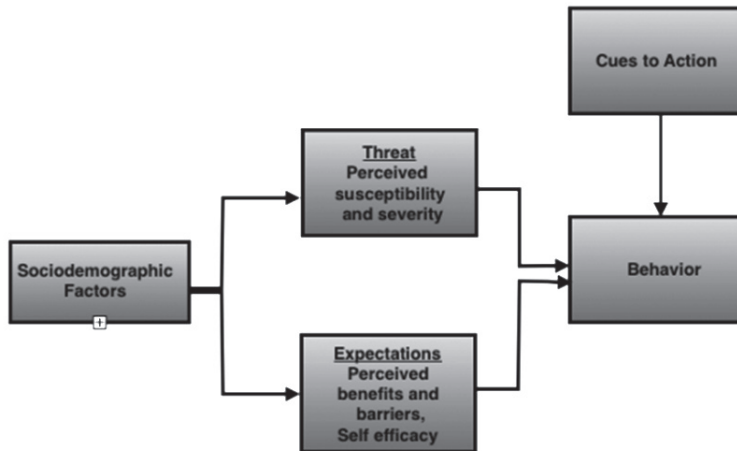 Cues to Action
Threat
Perceived
susceptibility
and severity
Sociodemographic
Factors
Behavior
Expectations
Perceived
benefits and
barriers,
Self efficacy